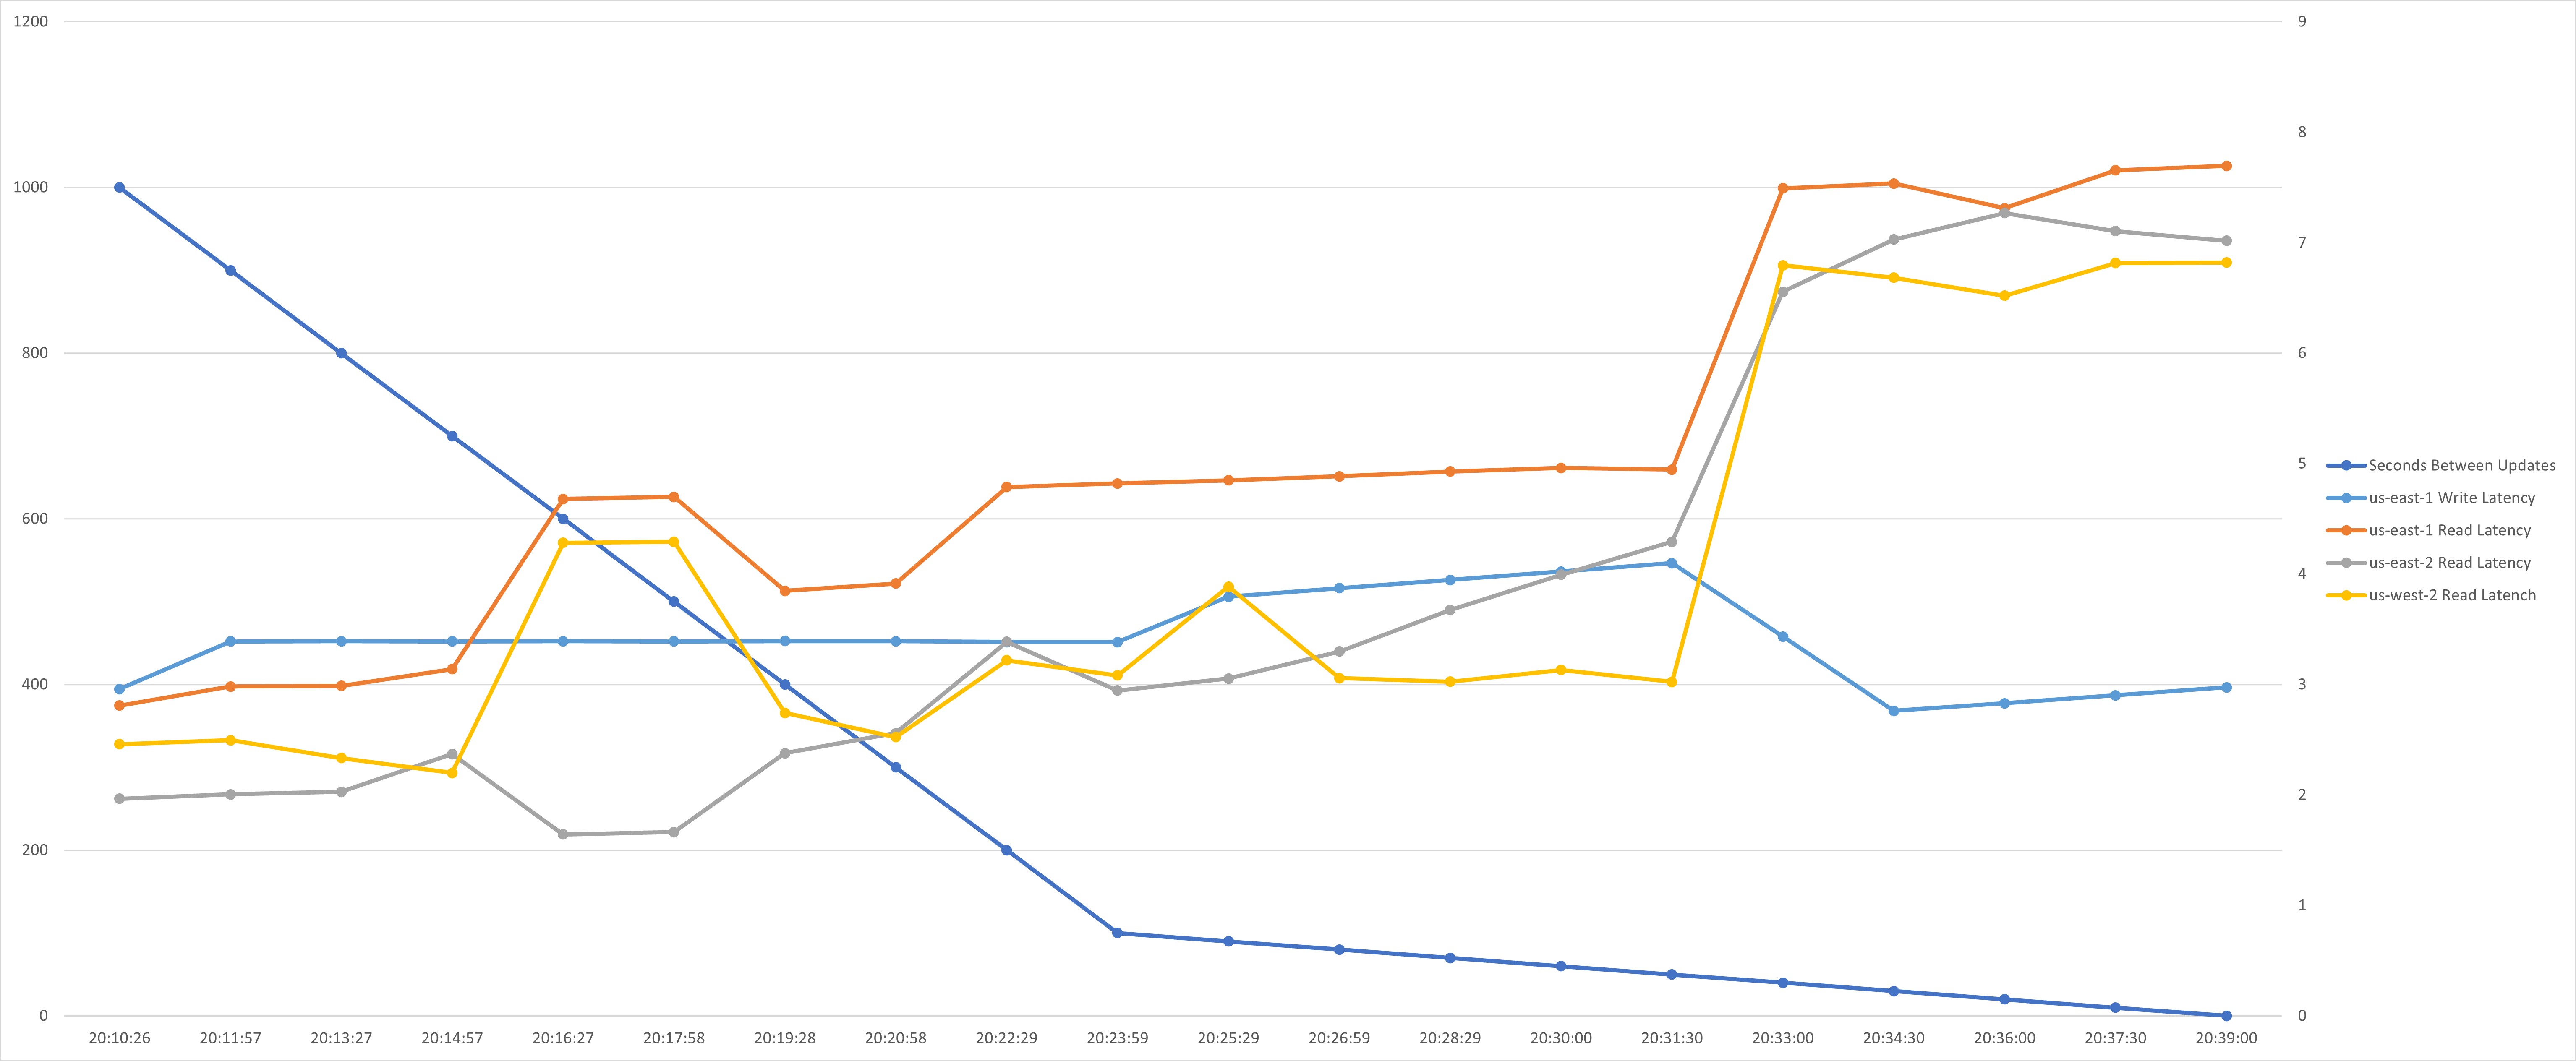 1200
1000
800
600
400
200
0
9
8
7
6
5
4
3
2
1
0
20:10:26 20:11:57 20:13:27 20:14:57 20:16:27 20:17:58 20:19:28 20:20:58 20:22:29 20:23:59 20:25:29 20:26:59 20:28:29 20:30:00 20:31:30 20:33:00 20:34:30 20:36:00 20:37:30 20:39:00
Seconds Between Updates
us-east-1 Write Latency
us-east-1 Read Latency
us-east-2 Read Latency
us-west-2 Read Latench